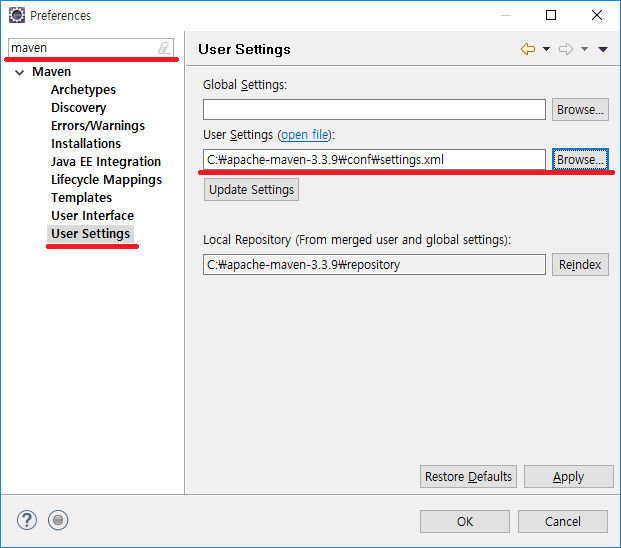 Preferences
maven
Maven
Archetypes
Discovery
Errors/Warnings
Installations
Java EE Integration
Lifecycle Mappings
Templates
User Interface
User Settings
User Settings
Global Settings:
Browse...
User Settings (open file):
C:₩apache-maven-3.3.9₩conf₩settings.xml
Browse...
Update Settings
Local Repository (From merged user and global settings):
C:₩apache-maven-3.3.9₩repository
Reindex
Restore Defaults
Apply
?
OK
Cancel